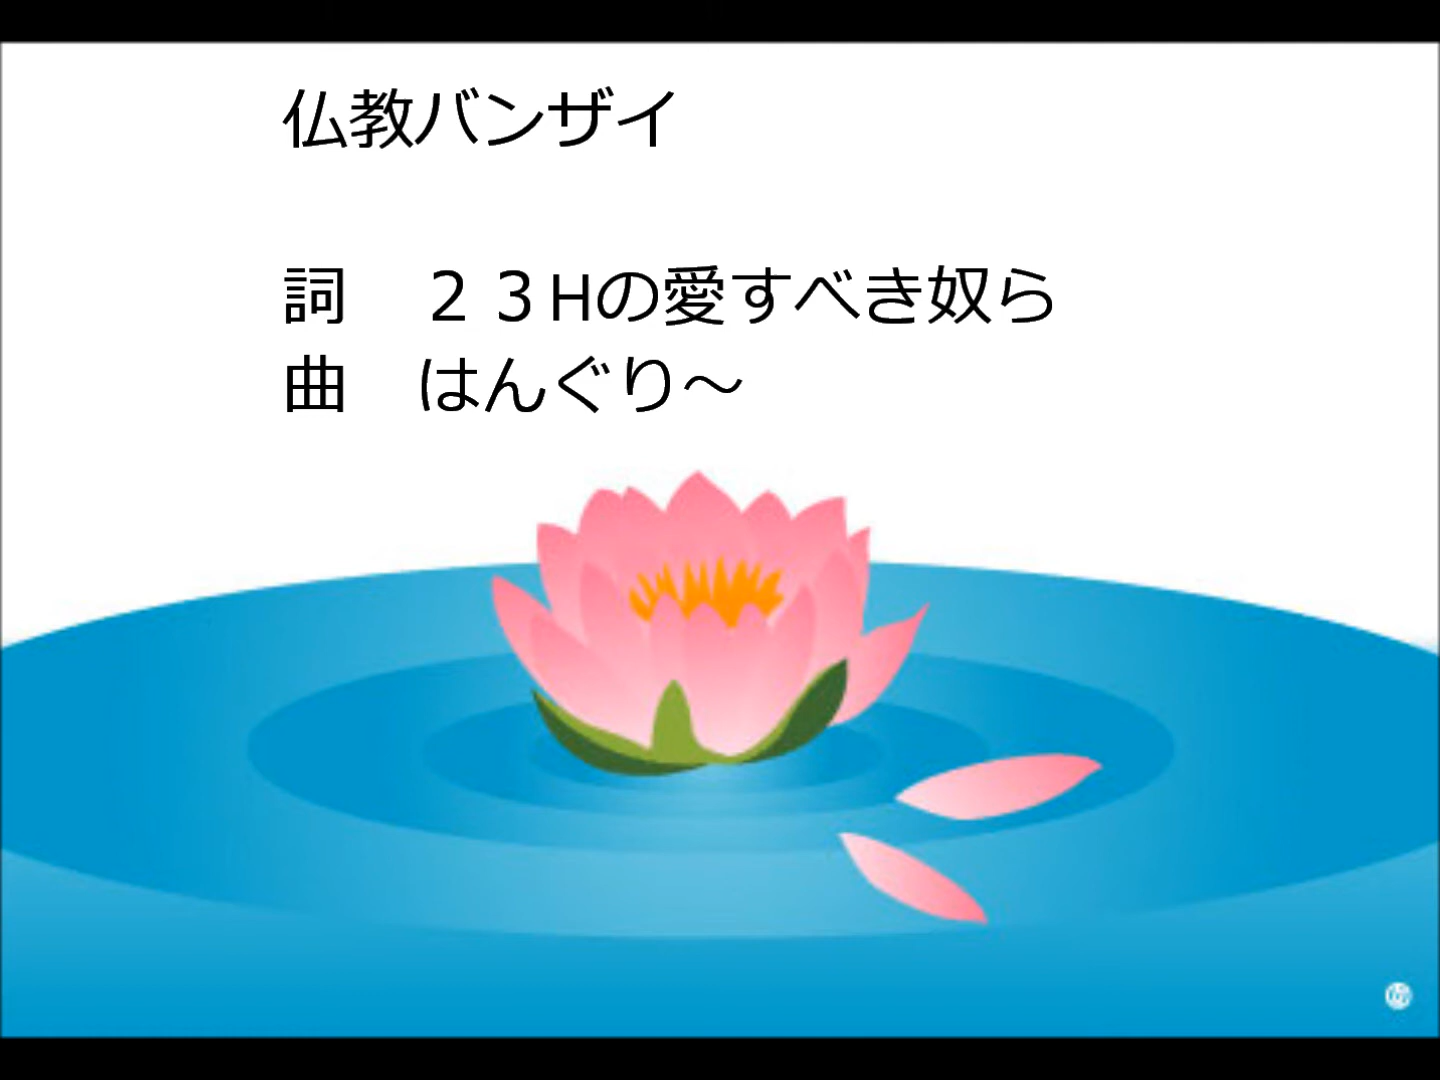 仏教バンザイ
詞　２３Hの愛すべき奴ら
曲　はんぐり～